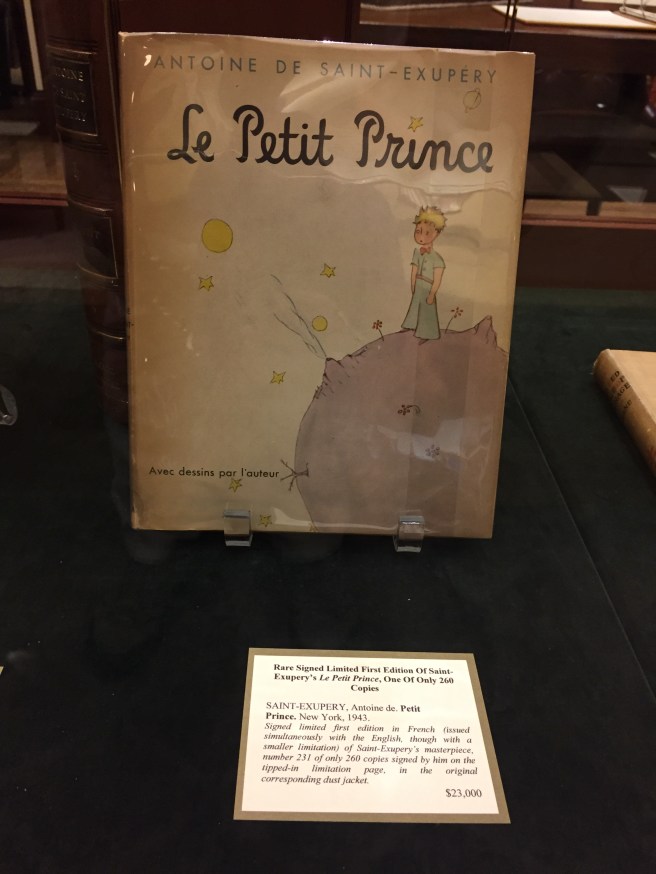 ANTOINE DE SAINT-EXUPÉRY
Le Petit Prince
Avec dessins par l'auteur
Rare Signed Limited First Edition Of Saint-
Exupery's Le Petit Prince, One Of Only 260
Copies
SAINT-EXUPERY, Antoine de. Petit
Prince. New York, 1943.
Signed limited first edition in French (issued
simultaneously with the English, though with a
smaller limitation) of Saint-Exupery's masterpiece,
number 231 of only 260 copies signed by him on the
tipped-in limitation page, in the original
corresponding dust jacket.
$23,000